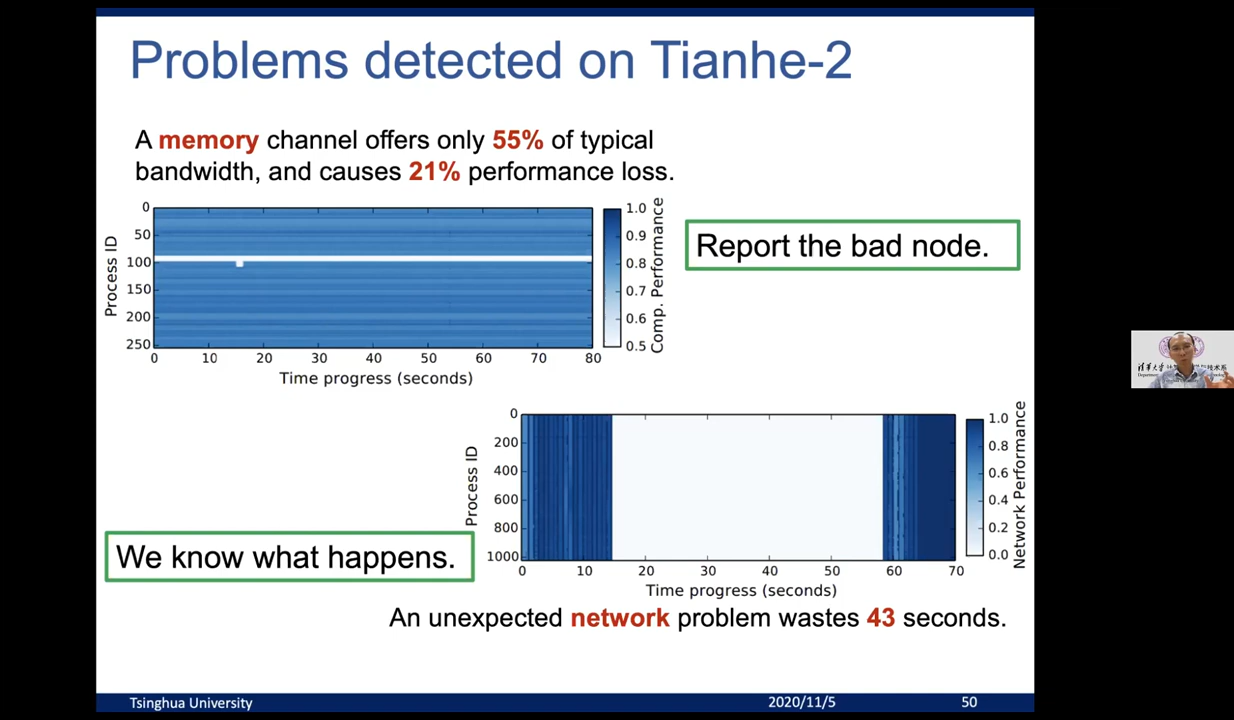 Problems detected on Tianhe-2
A memory channel offers only 55% of typical
bandwidth, and causes 21% performance loss.
0
50
100
150
200
250
Process ID
0 10 20 30 40 50 60 70 80
Time progress (seconds)
1.0
0.9
0.8
0.7
0.6
0.5
Comp. Performance
Report the bad node.
0
200
400
600
800
1000
Process ID
0 10 20 30 40 50 60 70
Time progress (seconds)
1.0
0.8
0.6
0.4
0.2
0.0
Network Performance
We know what happens.
An unexpected network problem wastes 43 seconds.
Tsinghua University 2020/11/5 50
清华大学